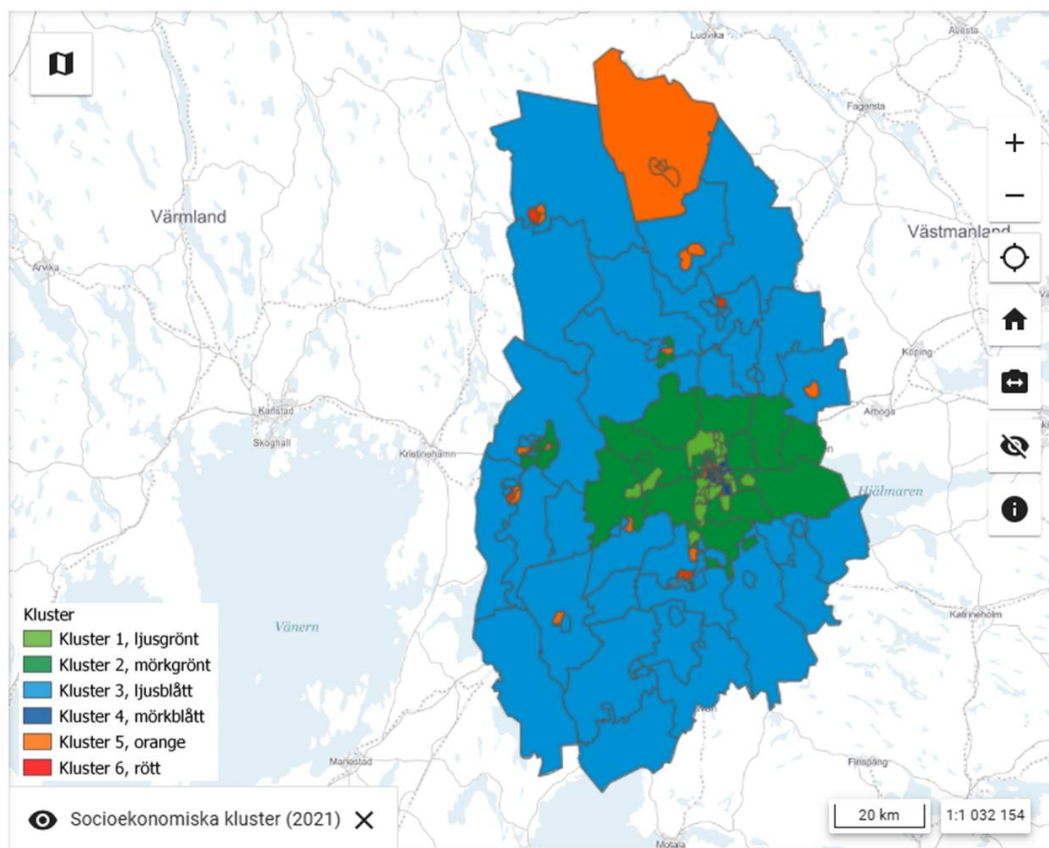 Ludvika
Avesta
Fagersta
Värmland
Västmanland
Arvika
Köping
Karlstad
Arboga
Skoghall
Kristinehamn
Hjälmaren
Katrineholm
Vänern
Kluster
Kluster 1, ljusgrönt
Kluster 2, mörkgrönt
Kluster 3, ljusblått
Kluster 4, mörkblått
Kluster 5, orange
Kluster 6, rött
Mariestad
Finspång
Socioekonomiska kluster (2021)
20 km
1:1 032 154
Motala